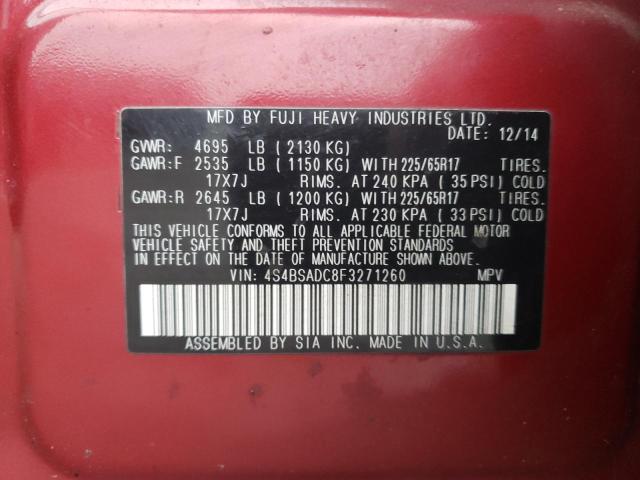 MFD BY FUJI HEAVY INDUSTRIES LTD.
DATE: 12/14
GVWR: 4695 LB ( 2130 KG)
GAWR:F 2535 LB ( 1150 KG) WITH 225/65R17 TIRES.
17X7J RIMS. AT 240 KPA ( 35 PSI) COLD
GAWR:R 2645 LB ( 1200 KG) WITH 225/65R17 TIRES.
17X7J RIMS. AT 230 KPA ( 33 PSI) COLD
THIS VEHICLE CONFORMS TO ALL APPLICABLE FEDERAL MOTOR
VEHICLE SAFETY AND THEFT PREVENTION STANDARDS
IN EFFECT ON THE DATE OF MANUFACTURE SHOWN ABOVE.
VIN: 4S4BSADC8F3271260 MPV
ASSEMBLED BY SIA INC. MADE IN U.S.A.